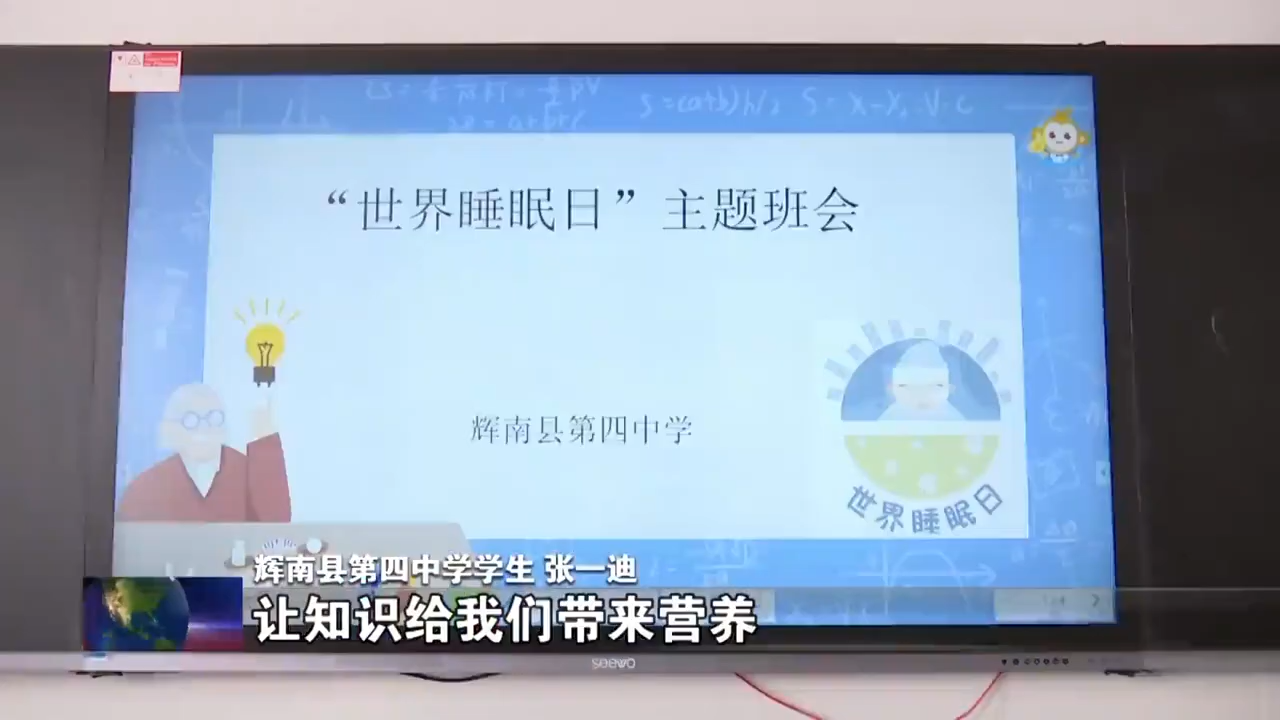 “世界睡眠日”主题班会
辉南县第四中学
世界睡眠日
辉南县第四中学学生 张一迪
让知识给我们带来营养
seewo